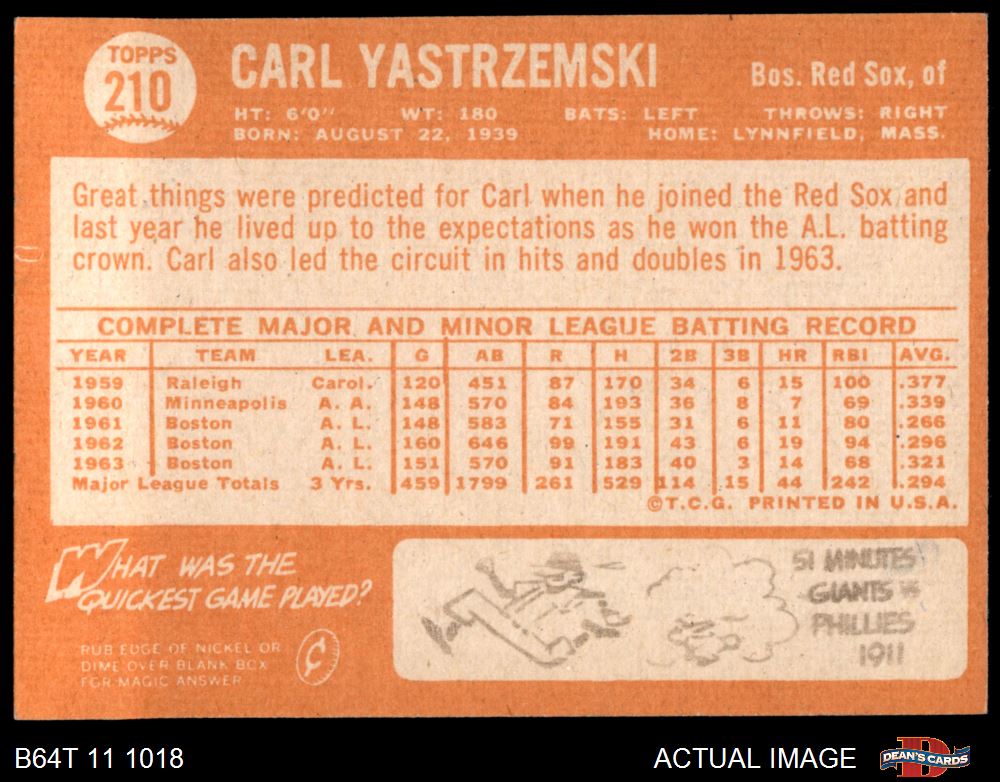 TOPPS
210
CARL YASTRZEMSKI
Bos. Red Sox, of
HT: 6'0" WT: 180 BATS: LEFT THROWS: RIGHT
BORN: AUGUST 22, 1939 HOME: LYNNFIELD, MASS.
Great things were predicted for Carl when he joined the Red Sox and
last year he lived up to the expectations as he won the A.L. batting
crown. Carl also led the circuit in hits and doubles in 1963.
COMPLETE MAJOR AND MINOR LEAGUE BATTING RECORD
YEAR TEAM LEA. G AB R H 2B 3B HR RBI AVG.
1959 Raleigh Carol. 120 451 87 170 34 6 15 100 .377
1960 Minneapolis A. A. 148 570 84 193 36 8 7 69 .339
1961 Boston A. L. 148 583 71 155 31 6 11 80 .266
1962 Boston A. L. 160 646 99 191 43 6 19 94 .296
1963 Boston A. L. 151 570 91 183 40 3 14 68 .321
Major League Totals 3 Yrs. 459 1799 261 529 114 15 44 242 .294
©T.C.G. PRINTED IN U.S.A.
WHAT WAS THE
QUICKEST GAME PLAYED?
RUB EDGE OF NICKEL OR
DIME OVER BLANK BOX
FOR MAGIC ANSWER
¢
51 MINUTES
GIANTS vs
PHILLIES
1911
B64T 11 1018
ACTUAL IMAGE
DEAN'S CARDS